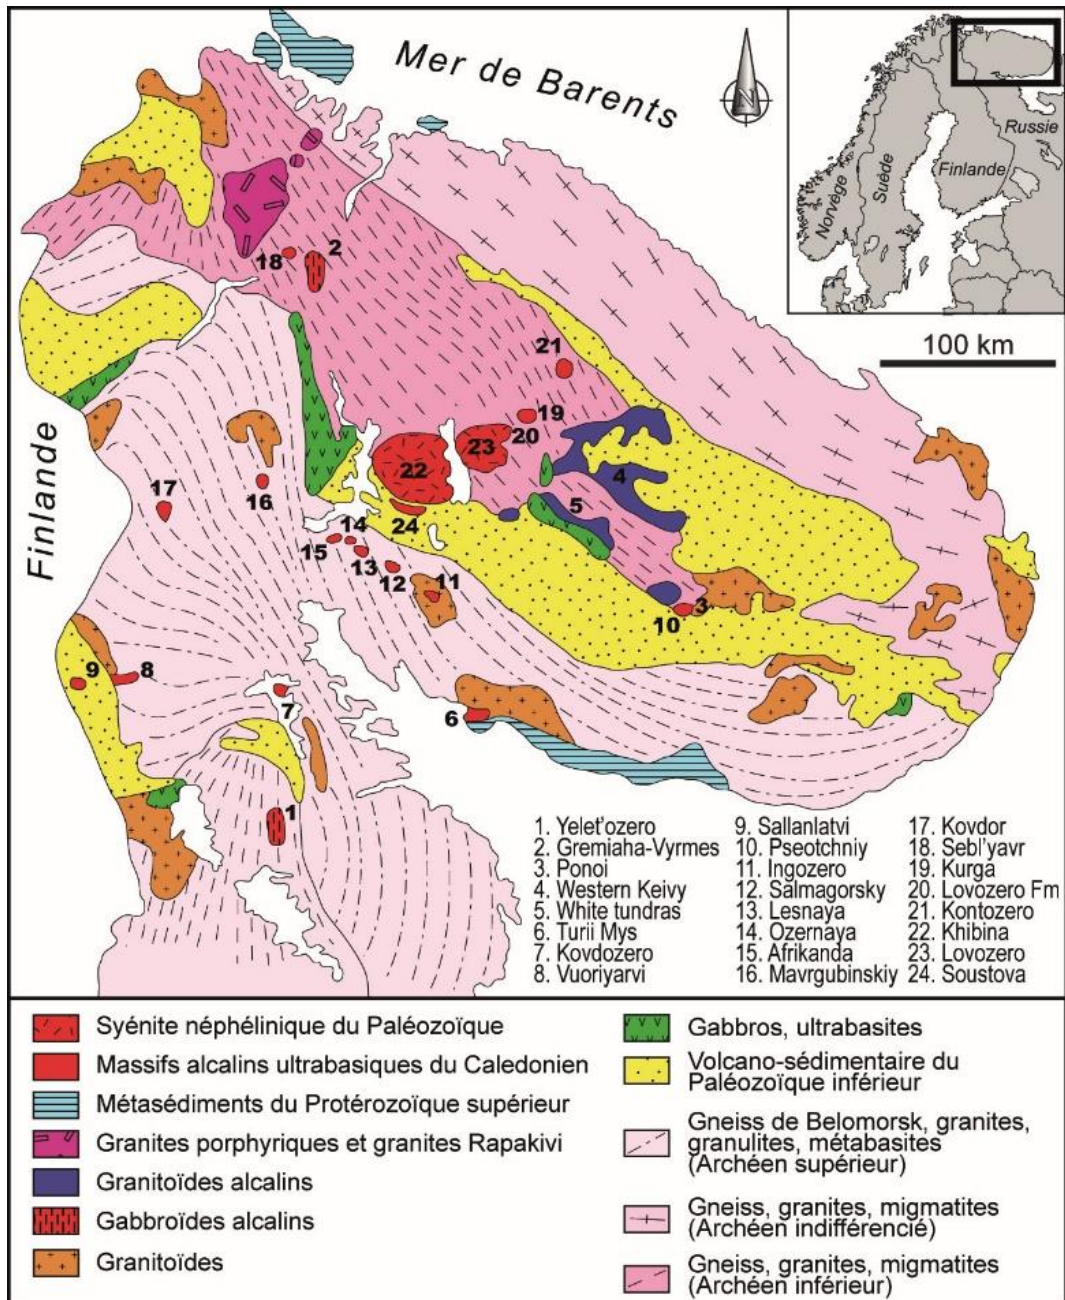 Mer de Barents
N
Norvège
Suède
Finlande
Russie
100 km
Finlande
18
2
21
19
20
23
22
4
5
17
16
24
14
15
13
12
11
3
10
9
8
7
6
1
1. Yelet'ozero
2. Gremiaha-Vyrmes
3. Ponoi
4. Western Keivy
5. White tundras
6. Turii Mys
7. Kovdozero
8. Vuoriyarvi
9. Sallanlatvi
10. Pseotchniy
11. Ingozero
12. Salmagorsky
13. Lesnaya
14. Ozernaya
15. Afrikanda
16. Mavrgubinskiy
17. Kovdor
18. Sebl'yavr
19. Kurga
20. Lovozero Fm
21. Kontozero
22. Khibina
23. Lovozero
24. Soustova
Syénite néphélinique du Paléozoïque
Massifs alcalins ultrabasiques du Caledonien
Métasédiments du Protérozoïque supérieur
Granites porphyriques et granites Rapakivi
Granitoïdes alcalins
Gabbroïdes alcalins
Granitoïdes
Gabbros, ultrabasites
Volcano-sédimentaire du
Paléozoïque inférieur
Gneiss de Belomorsk, granites,
granulites, métabasites
(Archéen supérieur)
Gneiss, granites, migmatites
(Archéen indifférencié)
Gneiss, granites, migmatites
(Archéen inférieur)